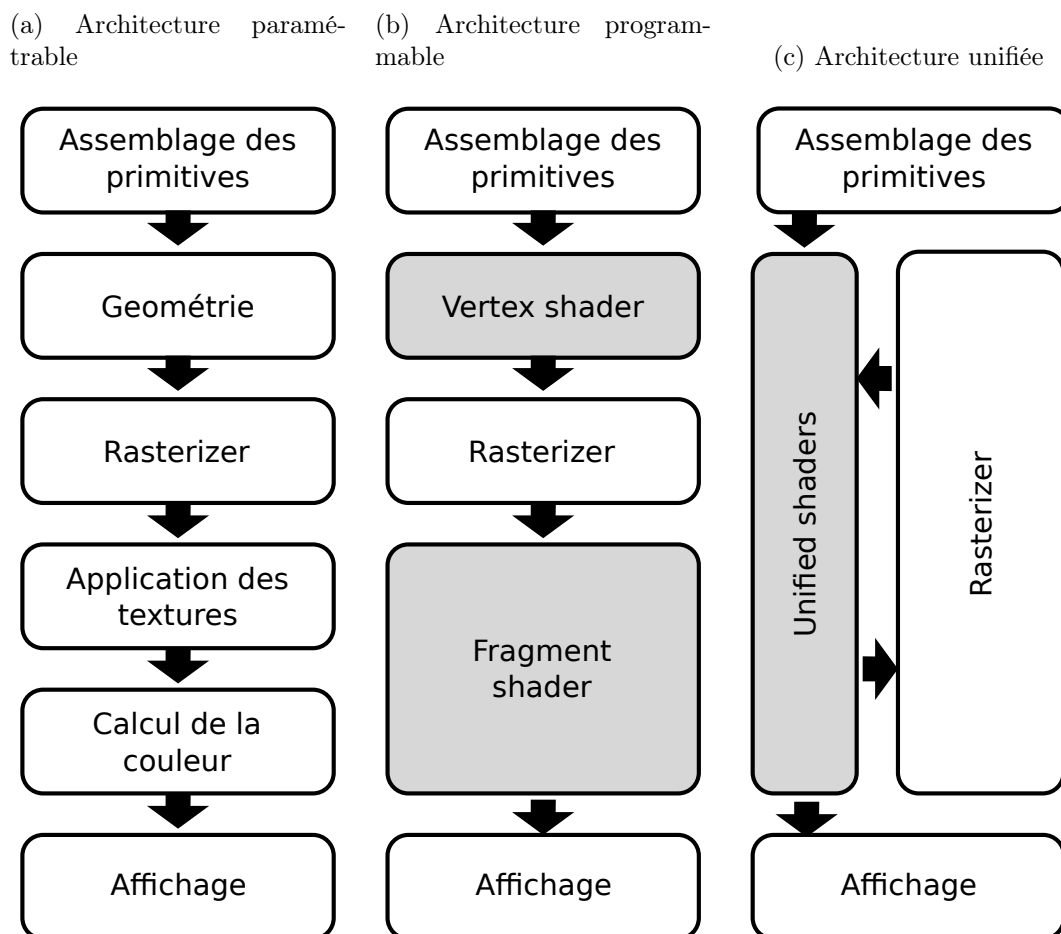 (a) Architecture paramé-
trable
(b) Architecture program-
mable
(c) Architecture unifiée
Assemblage des
primitives
Geométrie
Rasterizer
Application des
textures
Calcul de la
couleur
Affichage
Assemblage des
primitives
Vertex shader
Rasterizer
Fragment
shader
Affichage
Assemblage des
primitives
Unified shaders
Rasterizer
Affichage